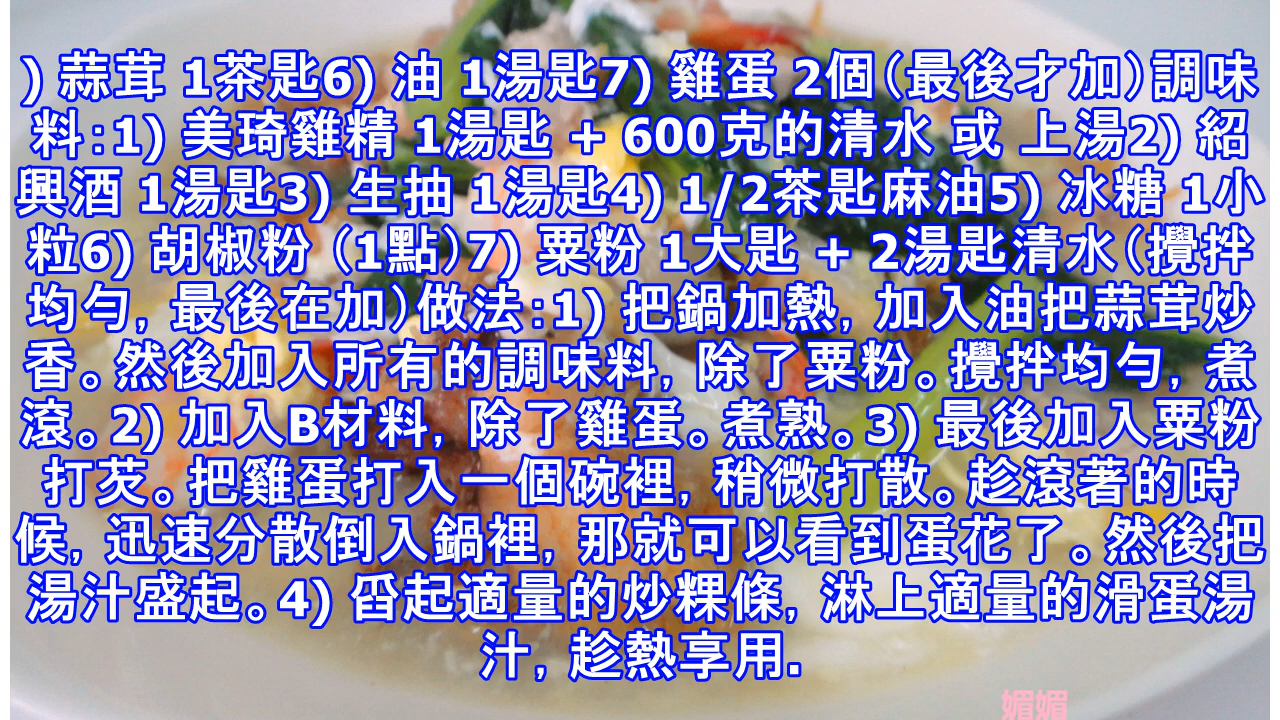 ) 蒜茸 1茶匙6) 油 1湯匙7) 雞蛋 2個（最後才加）調味
料：1) 美琦雞精 1湯匙 + 600克的清水 或 上湯2) 紹
興酒 1湯匙3) 生抽 1湯匙4) 1/2茶匙麻油5) 冰糖 1小
粒6) 胡椒粉（1點）7) 粟粉 1大匙 + 2湯匙清水（攪拌
均勻, 最後在加）做法：1) 把鍋加熱, 加入油把蒜茸炒
香。然後加入所有的調味料, 除了粟粉。攪拌均勻, 煮
滾。2) 加入B材料, 除了雞蛋。煮熟。3) 最後加入粟粉
打芡。把雞蛋打入一個碗裡, 稍微打散。趁滾著的時
候, 迅速分散倒入鍋裡, 那就可以看到蛋花了。然後把
湯汁盛起。4) 舀起適量的炒粿條, 淋上適量的滑蛋湯
汁, 趁熱享用.
媚媚